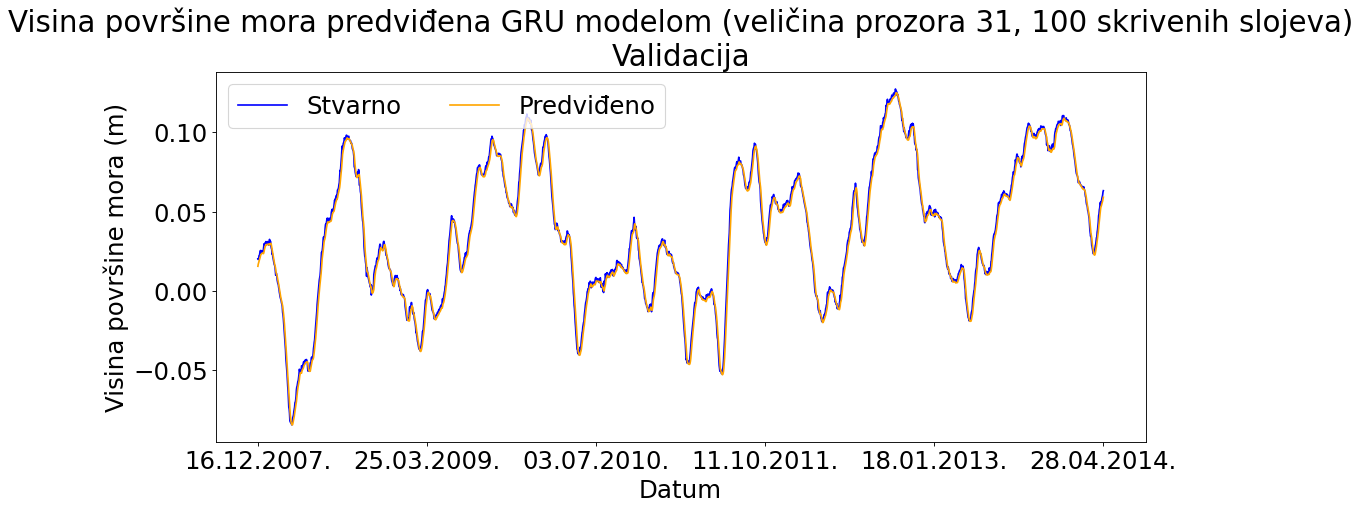 Visina površine mora predviđena GRU modelom (veličina prozora 31, 100 skrivenih slojeva)
Validacija
Stvarno
Predviđeno
Visina površine mora (m)
0.10
0.05
0.00
−0.05
16.12.2007.
25.03.2009.
03.07.2010.
11.10.2011.
18.01.2013.
28.04.2014.
Datum